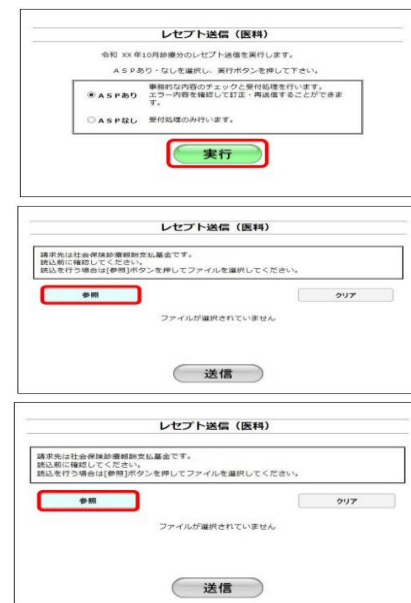 レセプト送信（医科）
令和 XX 年10月診療分のレセプト送信を実行します。
ＡＳＰあり・なしを選択し、実行ボタンを押して下さい。
ＡＳＰあり 事務的な内容のチェックと受付処理を行います。
エラー内容を確認して訂正・再送信することができます。
ＡＳＰなし 受付処理のみ行います。
実行
レセプト送信（医科）
請求先は社会保険診療報酬支払基金です。
読込前に確認してください。
読込を行う場合は[参照]ボタンを押してファイルを選択してください。
参照 クリア
ファイルが選択されていません
送信
レセプト送信（医科）
請求先は社会保険診療報酬支払基金です。
読込前に確認してください。
読込を行う場合は[参照]ボタンを押してファイルを選択してください。
参照 クリア
ファイルが選択されていません
送信